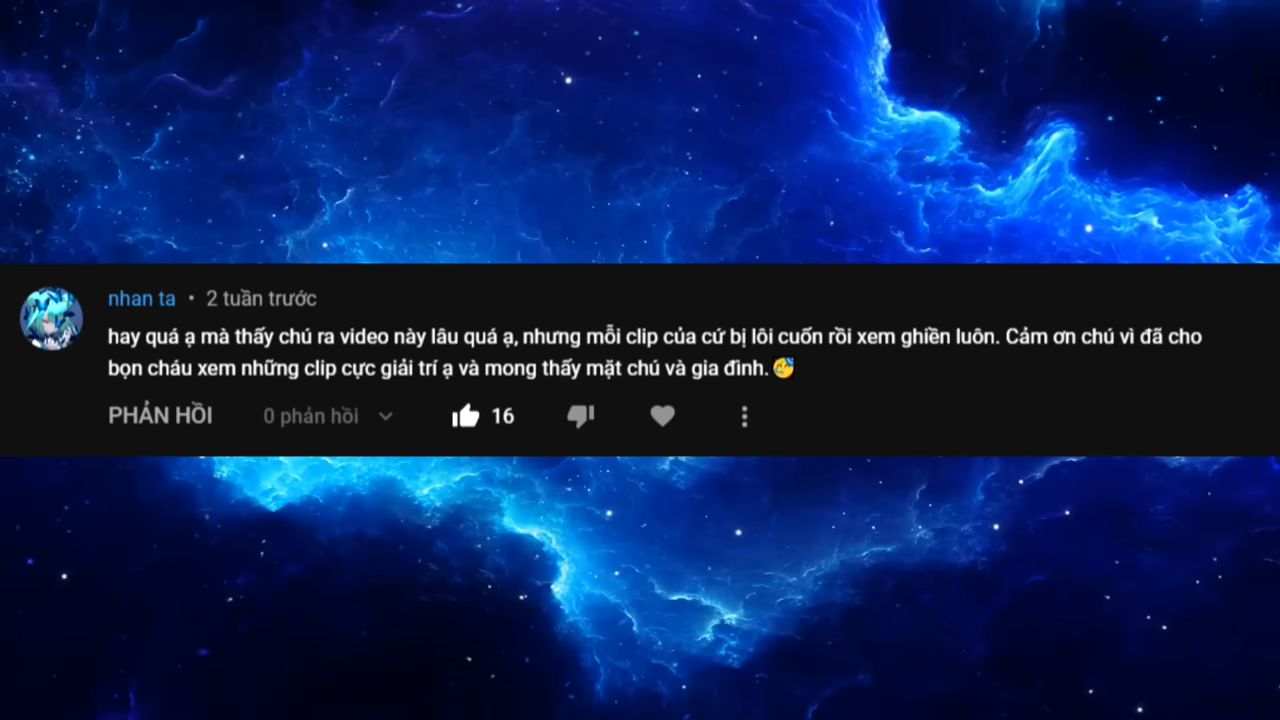 nhan ta • 2 tuần trước
hay quá ạ mà thấy chú ra video này lâu quá ạ, nhưng mỗi clip của cứ bị lôi cuốn rồi xem ghiền luôn. Cảm ơn chú vì đã cho
bọn cháu xem những clip cực giải trí ạ và mong thấy mặt chú và gia đình. 🥳
PHẢN HỒI 0 phản hồi 16